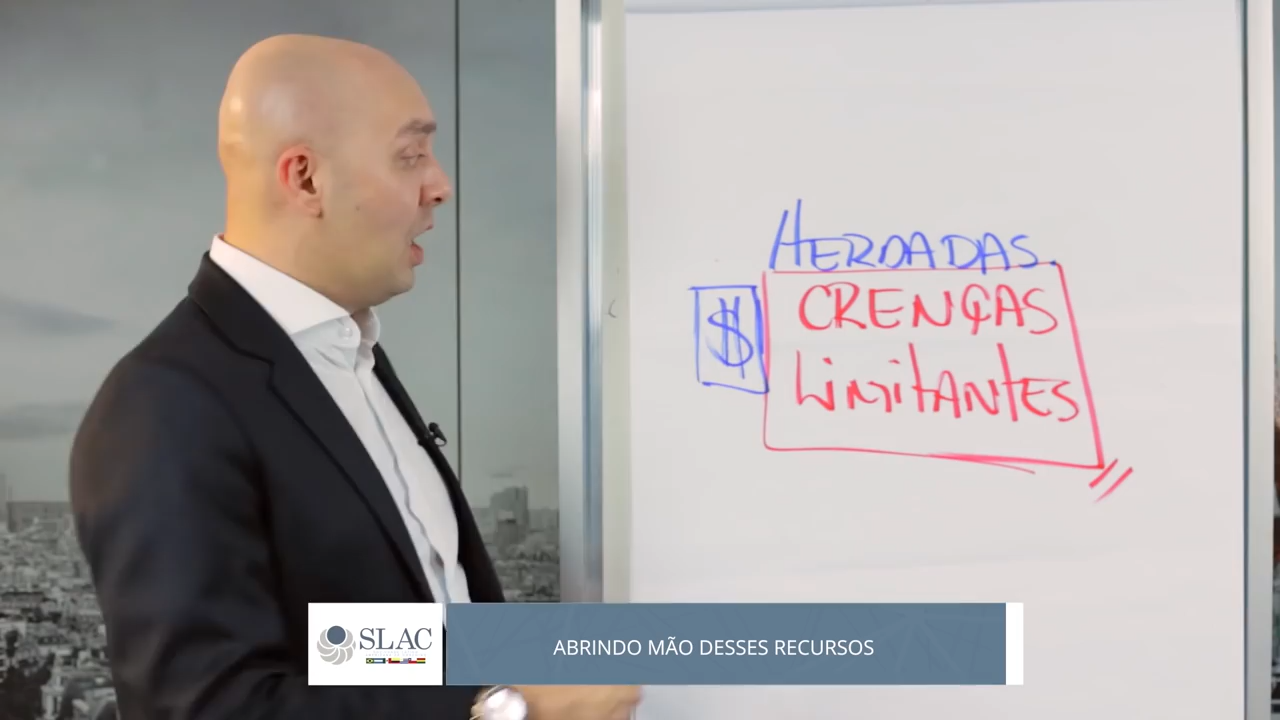 HERDADAS.
$
CRENÇAS
LimitANTES
SLAC
ABRINDO MÃO DESSES RECURSOS